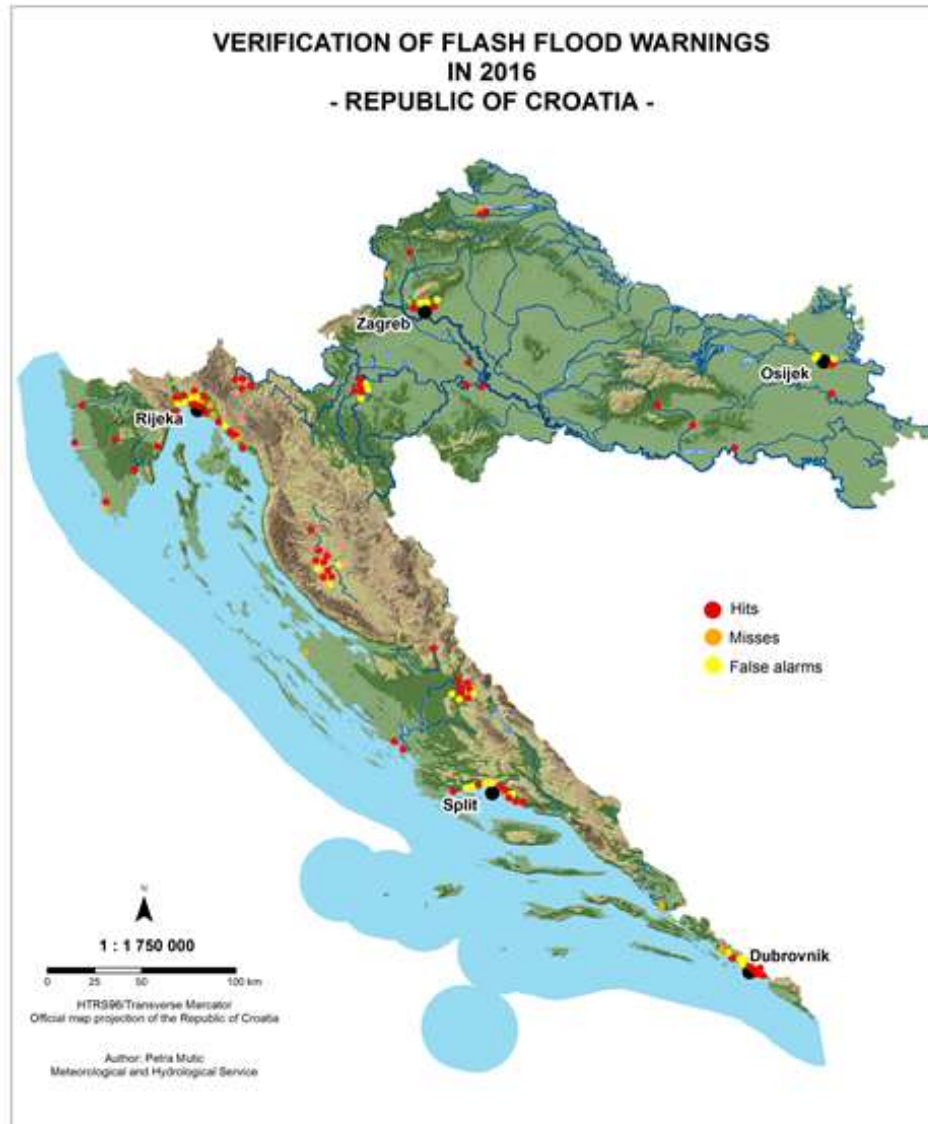 VERIFICATION OF FLASH FLOOD WARNINGS
IN 2016
- REPUBLIC OF CROATIA -
Zagreb
Osijek
Rijeka
Hits
Misses
False alarms
Split
Dubrovnik
N
1 : 1 750 000
0 25 50 100 km
HTRS96/Transverse Mercator
Official map projection of the Republic of Croatia
Author: Petra Mutic
Meteorological and Hydrological Service